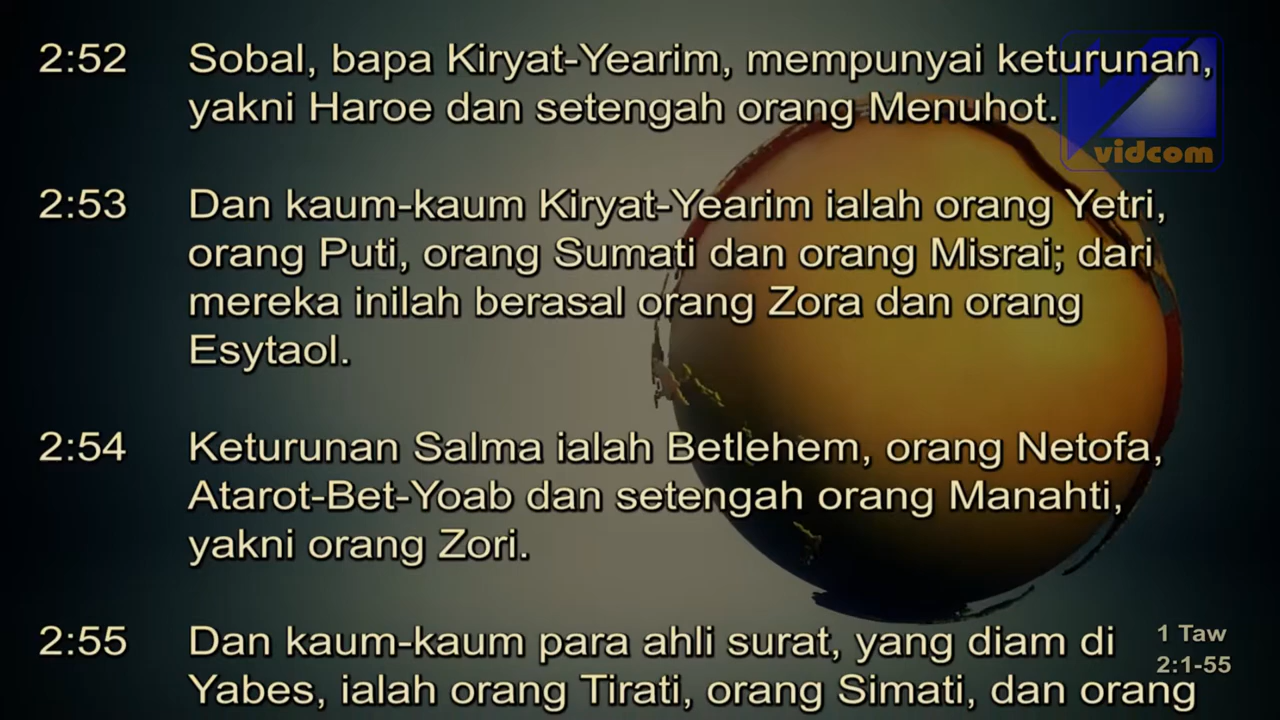 2:52 Sobal, bapa Kiryat-Yearim, mempunyai keturunan,
yakni Haroe dan setengah orang Menuhot.
vidcom
2:53 Dan kaum-kaum Kiryat-Yearim ialah orang Yetri,
orang Puti, orang Sumati dan orang Misrai; dari
mereka inilah berasal orang Zora dan orang
Esytaol.
2:54 Keturunan Salma ialah Betlehem, orang Netofa,
Atarot-Bet-Yoab dan setengah orang Manahti,
yakni orang Zori.
2:55 Dan kaum-kaum para ahli surat, yang diam di
Yabes, ialah orang Tirati, orang Simati, dan orang
1 Taw
2:1-55